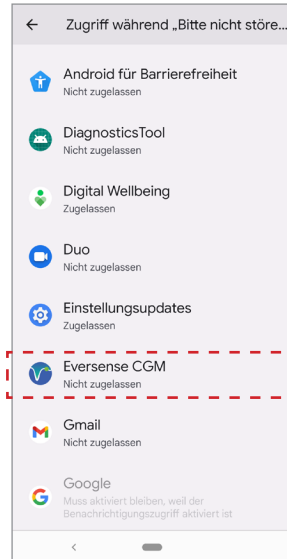 Zugriff während „Bitte nicht störe...
Android für Barrierefreiheit
Nicht zugelassen
DiagnosticsTool
Nicht zugelassen
Digital Wellbeing
Zugelassen
Duo
Nicht zugelassen
Einstellungsupdates
Zugelassen
Eversense CGM
Nicht zugelassen
Gmail
Nicht zugelassen
Google
Muss aktiviert bleiben, weil der
Benachrichtigungszugriff aktiviert ist